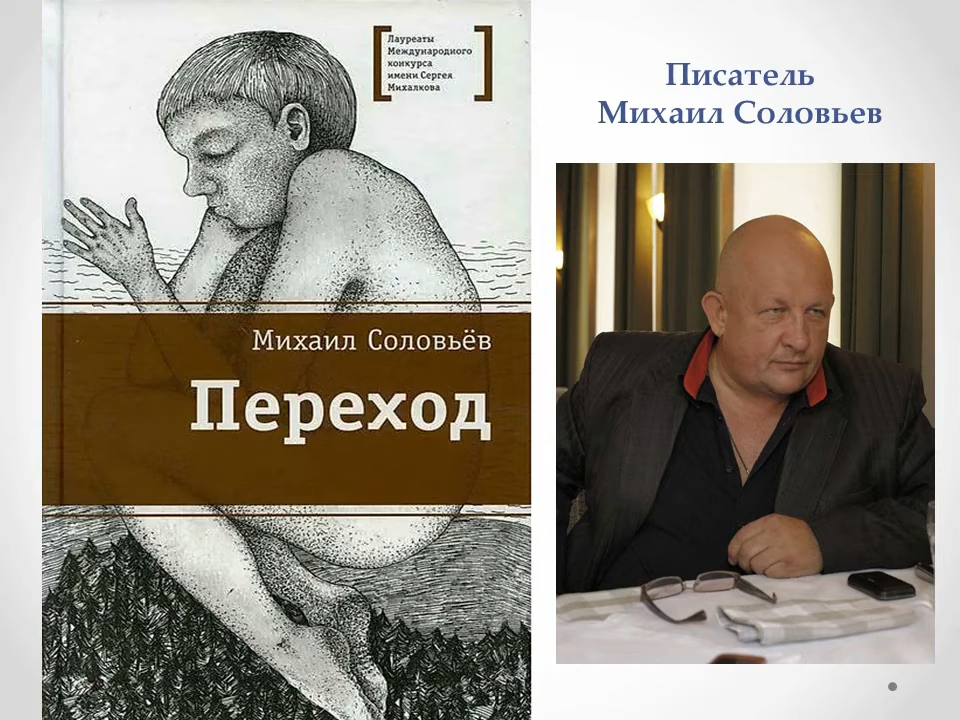 Лауреаты
Международного
конкурса
имени Сергея
Михалкова
Михаил Соловьёв
Переход
Писатель
Михаил Соловьев